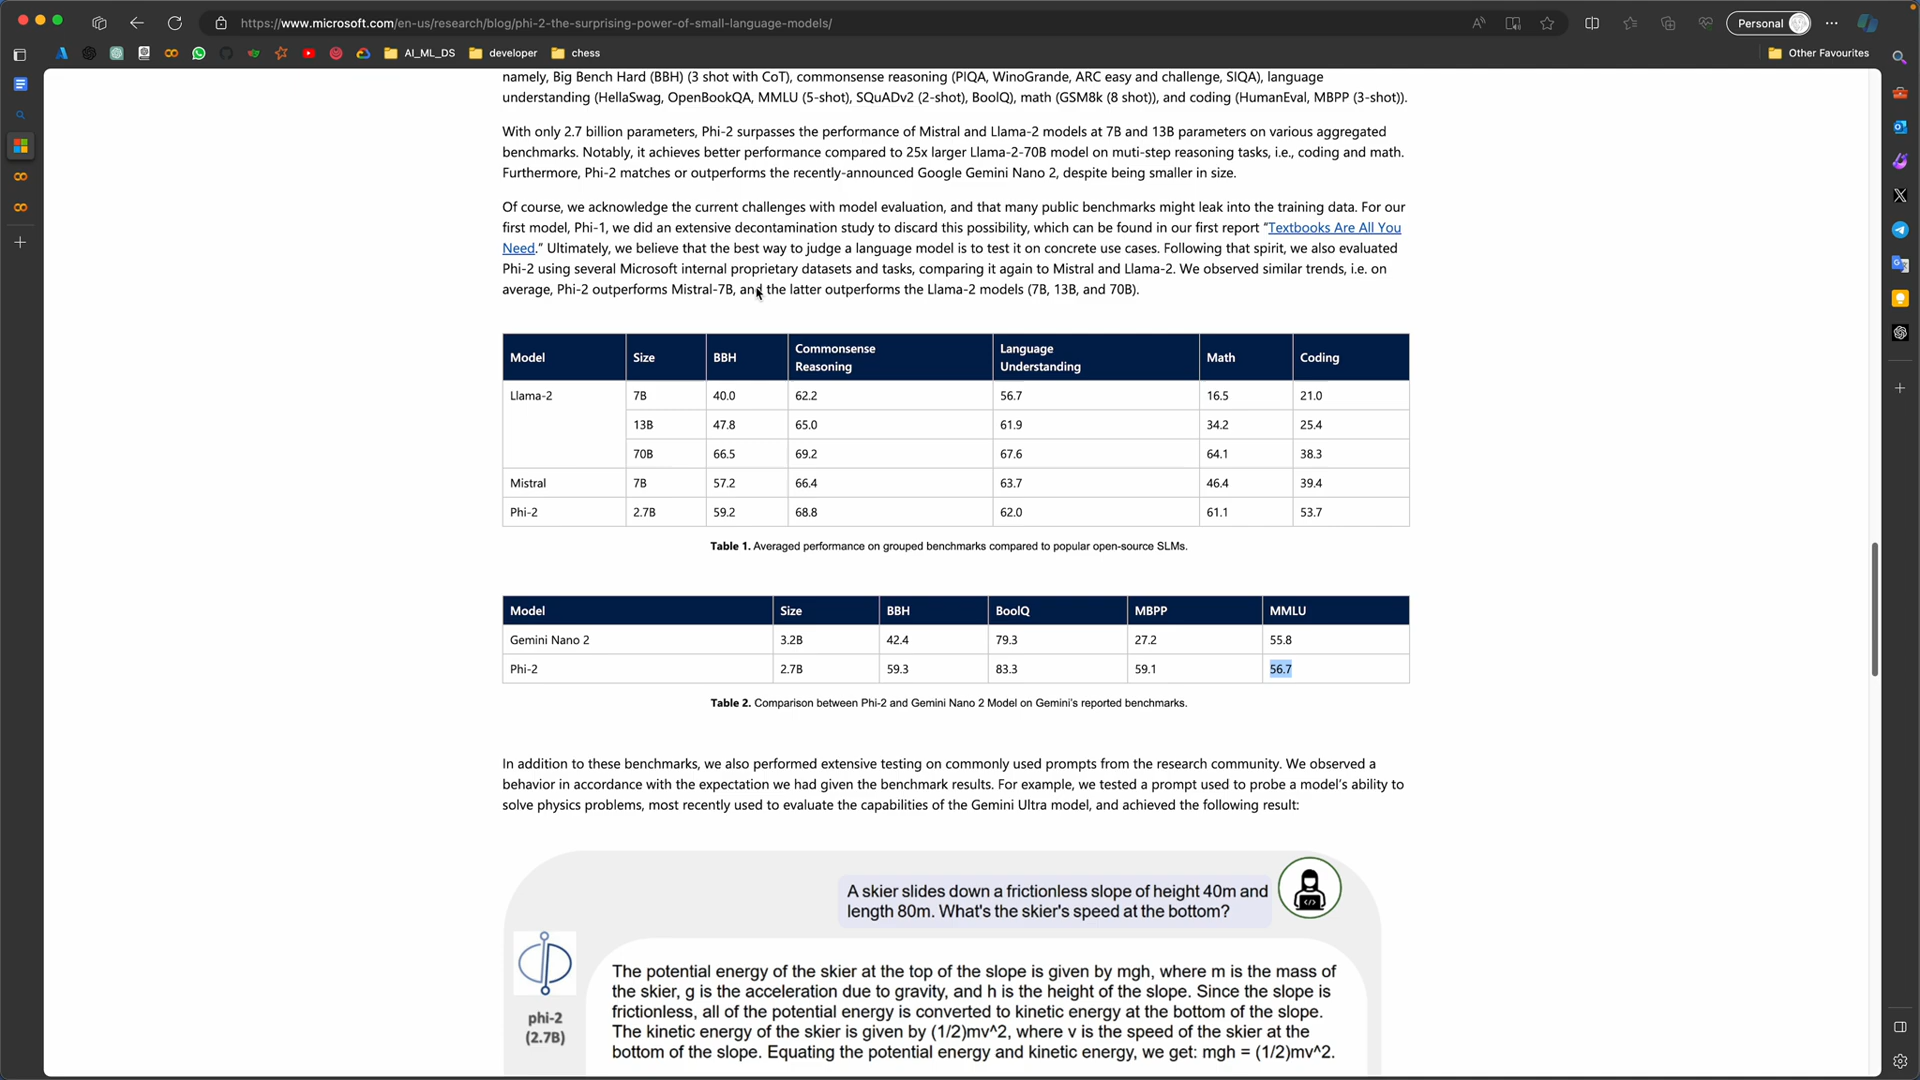 https://www.microsoft.com/en-us/research/blog/phi-2-the-surprising-power-of-small-language-models/
Personal
AI_ML_DS
developer
chess
Other Favourites
namely, Big Bench Hard (BBH) (3 shot with CoT), commonsense reasoning (PIQA, WinoGrande, ARC easy and challenge, SIQA), language
understanding (HellaSwag, OpenBookQA, MMLU (5-shot), SQuADv2 (2-shot), BoolQ), math (GSM8k (8 shot)), and coding (HumanEval, MBPP (3-shot)).
With only 2.7 billion parameters, Phi-2 surpasses the performance of Mistral and Llama-2 models at 7B and 13B parameters on various aggregated
benchmarks. Notably, it achieves better performance compared to 25x larger Llama-2-70B model on muti-step reasoning tasks, i.e., coding and math.
Furthermore, Phi-2 matches or outperforms the recently-announced Google Gemini Nano 2, despite being smaller in size.
Of course, we acknowledge the current challenges with model evaluation, and that many public benchmarks might leak into the training data. For our
first model, Phi-1, we did an extensive decontamination study to discard this possibility, which can be found in our first report “Textbooks Are All You
Need.” Ultimately, we believe that the best way to judge a language model is to test it on concrete use cases. Following that spirit, we also evaluated
Phi-2 using several Microsoft internal proprietary datasets and tasks, comparing it again to Mistral and Llama-2. We observed similar trends, i.e. on
average, Phi-2 outperforms Mistral-7B, and the latter outperforms the Llama-2 models (7B, 13B, and 70B).
Model Size BBH Commonsense Reasoning Language Understanding Math Coding
Llama-2 7B 40.0 62.2 56.7 16.5 21.0
13B 47.8 65.0 61.9 34.2 25.4
70B 66.5 69.2 67.6 64.1 38.3
Mistral 7B 57.2 66.4 63.7 46.4 39.4
Phi-2 2.7B 59.2 68.8 62.0 61.1 53.7
Table 1. Averaged performance on grouped benchmarks compared to popular open-source SLMs.
Model Size BBH BoolQ MBPP MMLU
Gemini Nano 2 3.2B 42.4 79.3 27.2 55.8
Phi-2 2.7B 59.3 83.3 59.1 56.7
Table 2. Comparison between Phi-2 and Gemini Nano 2 Model on Gemini's reported benchmarks.
In addition to these benchmarks, we also performed extensive testing on commonly used prompts from the research community. We observed a
behavior in accordance with the expectation we had given the benchmark results. For example, we tested a prompt used to probe a model's ability to
solve physics problems, most recently used to evaluate the capabilities of the Gemini Ultra model, and achieved the following result:
A skier slides down a frictionless slope of height 40m and
length 80m. What's the skier's speed at the bottom?
phi-2
(2.7B)
The potential energy of the skier at the top of the slope is given by mgh, where m is the mass of
the skier, g is the acceleration due to gravity, and h is the height of the slope. Since the slope is
frictionless, all of the potential energy is converted to kinetic energy at the bottom of the slope.
The kinetic energy of the skier is given by (1/2)mv^2, where v is the speed of the skier at the
bottom of the slope. Equating the potential energy and kinetic energy, we get: mgh = (1/2)mv^2.